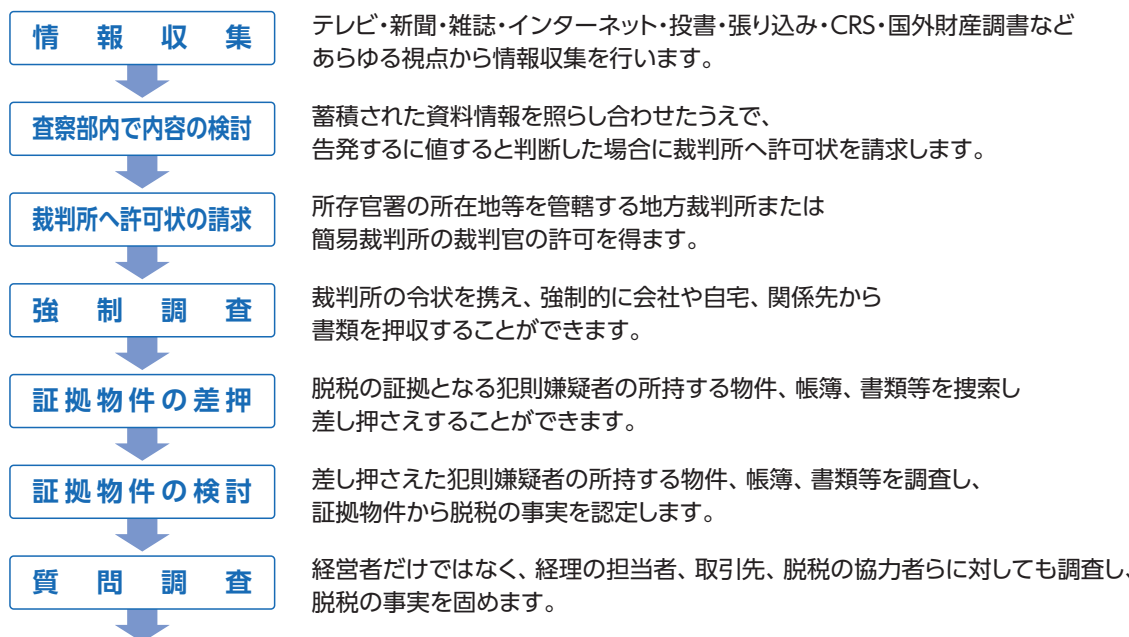 情報収集
テレビ・新聞・雑誌・インターネット・投書・張り込み・CRS・国外財産調書など
あらゆる視点から情報収集を行います。
査察部内で内容の検討
蓄積された資料情報を照らし合わせたうえで、
告発するに値すると判断した場合に裁判所へ許可状を請求します。
裁判所へ許可状の請求
所存官署の所在地等を管轄する地方裁判所または
簡易裁判所の裁判官の許可を得ます。
強制調査
裁判所の令状を携え、強制的に会社や自宅、関係先から
書類を押収することができます。
証拠物件の差押
脱税の証拠となる犯則嫌疑者の所持する物件、帳簿、書類等を捜索し
差し押さえすることができます。
証拠物件の検討
差し押さえた犯則嫌疑者の所持する物件、帳簿、書類等を調査し、
証拠物件から脱税の事実を認定します。
質問調査
経営者だけではなく、経理の担当者、取引先、脱税の協力者らに対しても調査し、
脱税の事実を固めます。